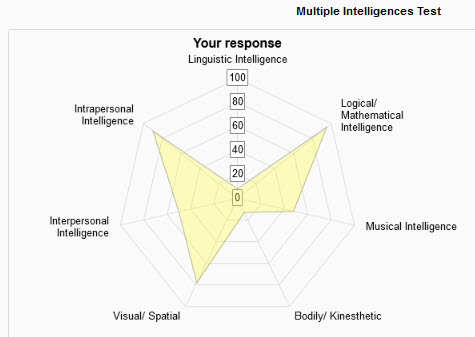 Multiple Intelligences Test
Your response
Linguistic Intelligence
100
80
60
40
20
0
Logical/
Mathematical
Intelligence
Intrapersonal
Intelligence
Interpersonal
Intelligence
Musical Intelligence
Visual/ Spatial
Bodily/ Kinesthetic